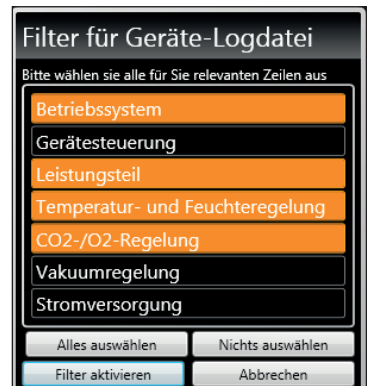 Filter für Geräte-Logdatei
Bitte wählen sie alle für Sie relevanten Zeilen aus
Betriebssystem
Gerätesteuerung
Leistungsteil
Temperatur- und Feuchteregelung
CO2-/O2-Regelung
Vakuumregelung
Stromversorgung
Alles auswählen Nichts auswählen
Filter aktivieren Abbrechen